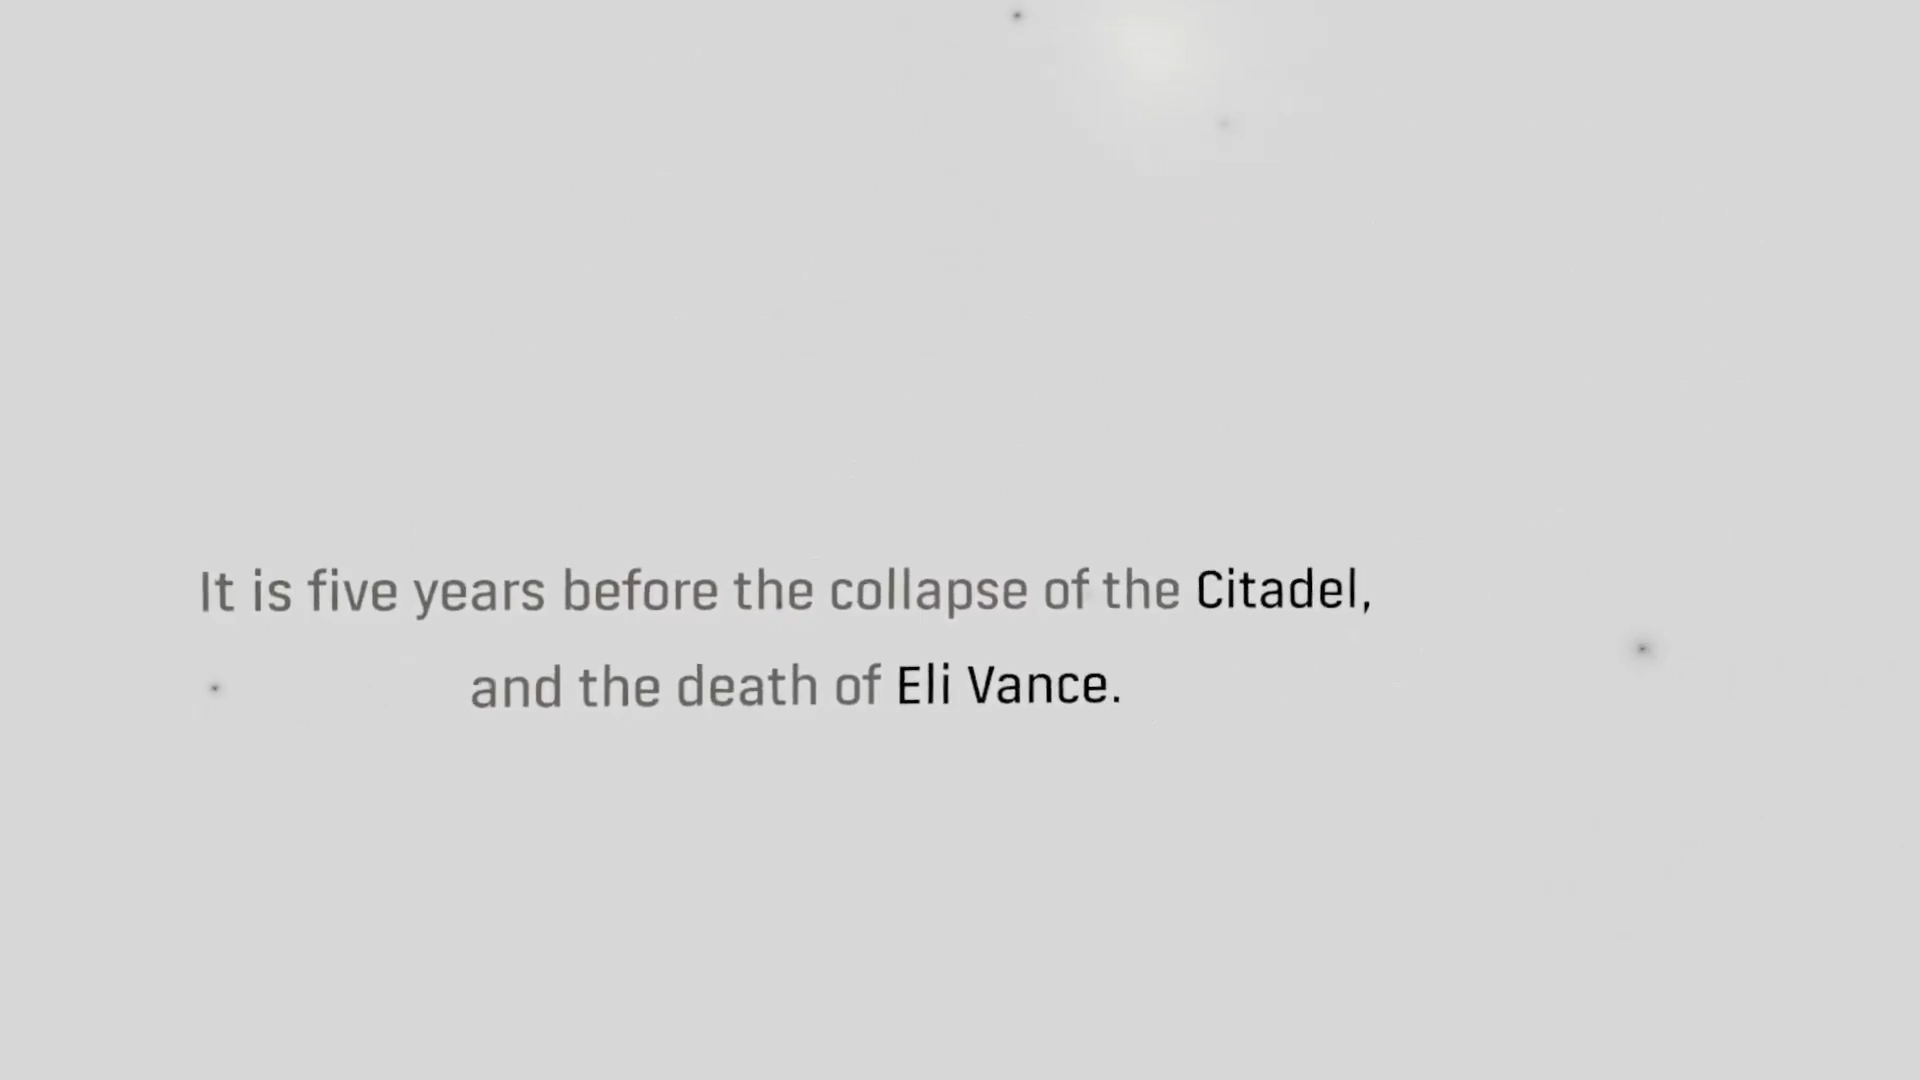 It is five years before the collapse of the Citadel,
and the death of Eli Vance.